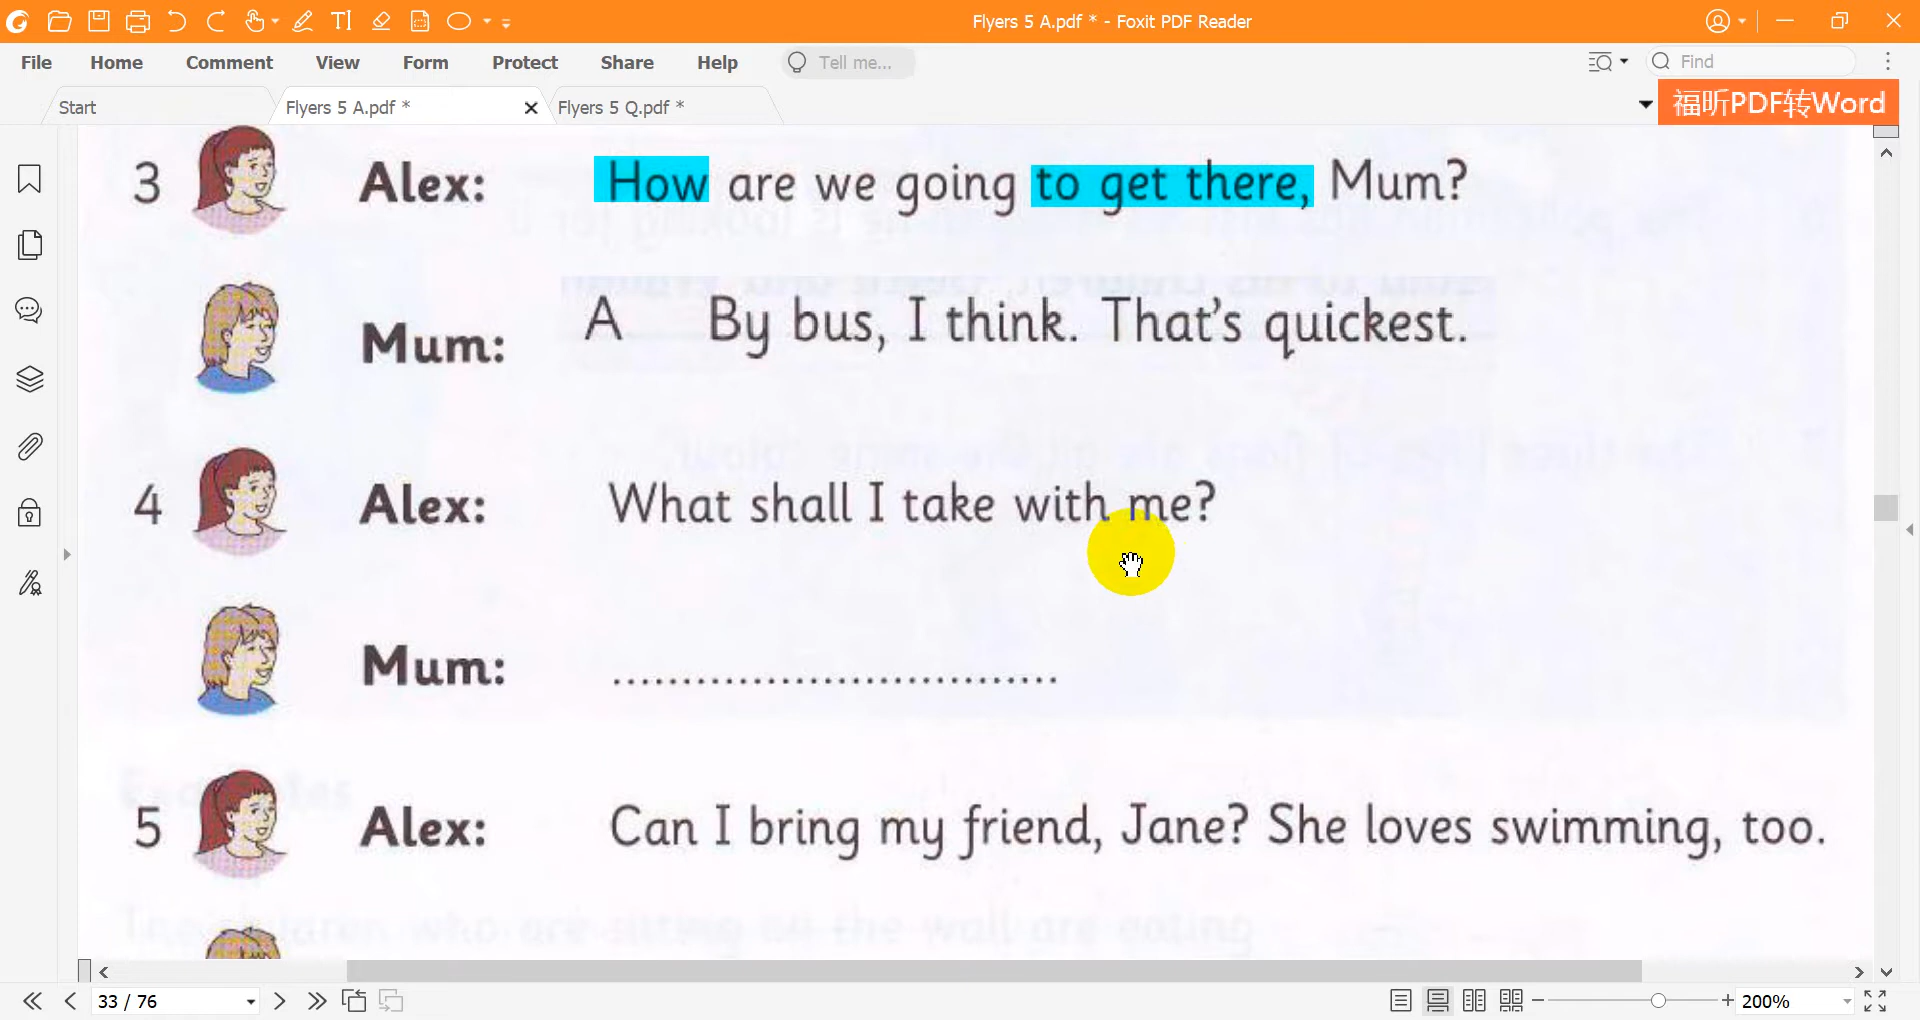 Flyers 5 A.pdf * - Foxit PDF Reader
File Home Comment View Form Protect Share Help Tell me... Find
Start Flyers 5 A.pdf * Flyers 5 Q.pdf * 福昕PDF转Word
3 Alex: How are we going to get there, Mum?
Mum: A By bus, I think. That's quickest.
4 Alex: What shall I take with me?
Mum: ................................
5 Alex: Can I bring my friend, Jane? She loves swimming, too.
33 / 76 200%